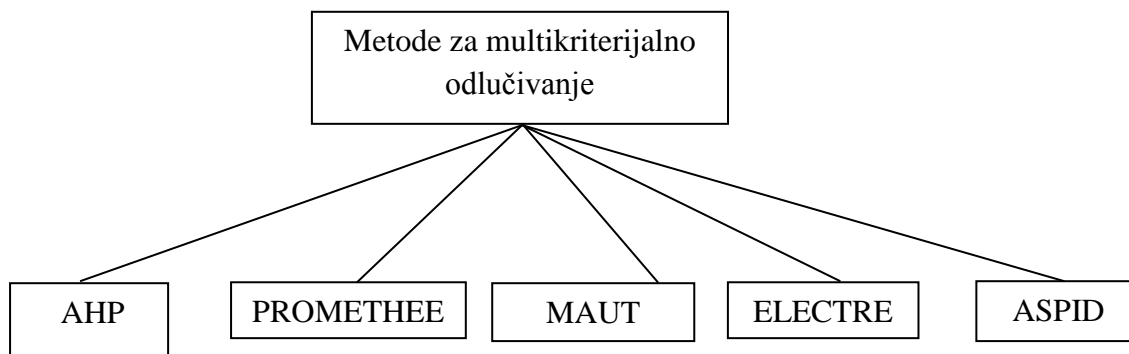 Metode za multikriterijalno
odlučivanje
AHP
PROMETHEE
MAUT
ELECTRE
ASPID